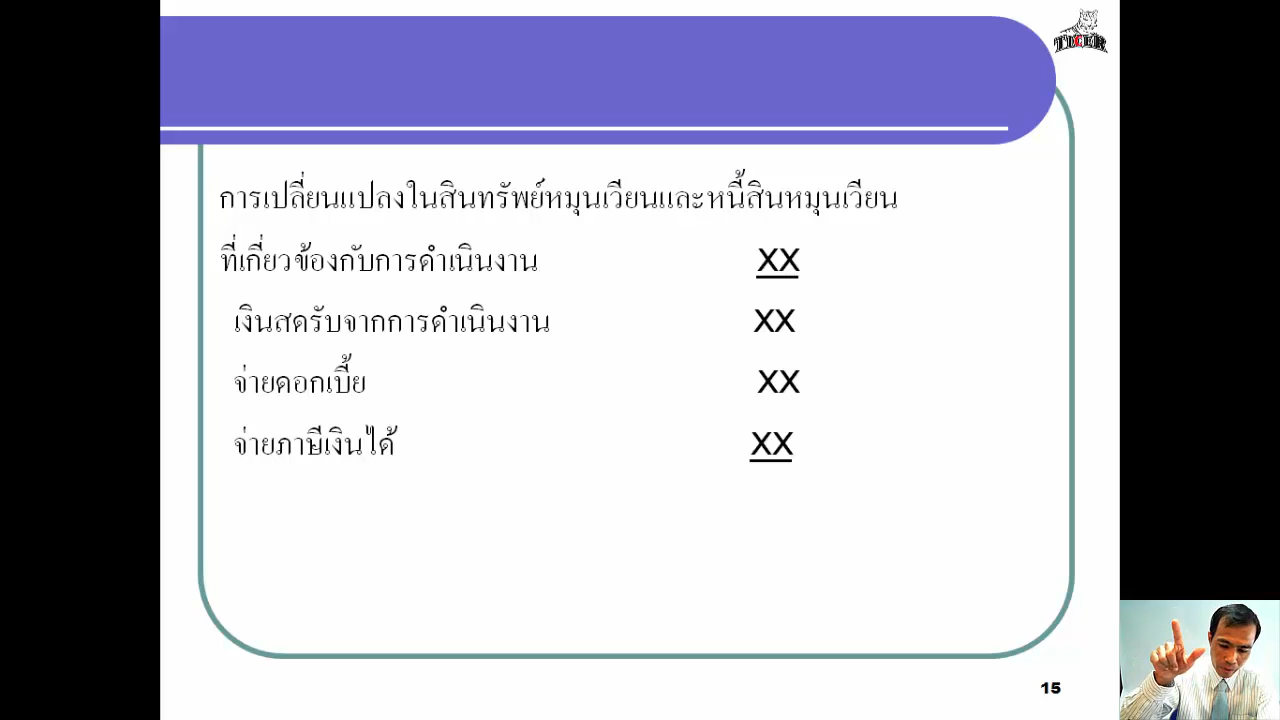 TIGER
การเปลี่ยนแปลงในสินทรัพย์หมุนเวียนและหนี้สินหมุนเวียน
ที่เกี่ยวข้องกับการดำเนินงาน XX
เงินสดรับจากการดำเนินงาน XX
จ่ายดอกเบี้ย XX
จ่ายภาษีเงินได้ XX
15